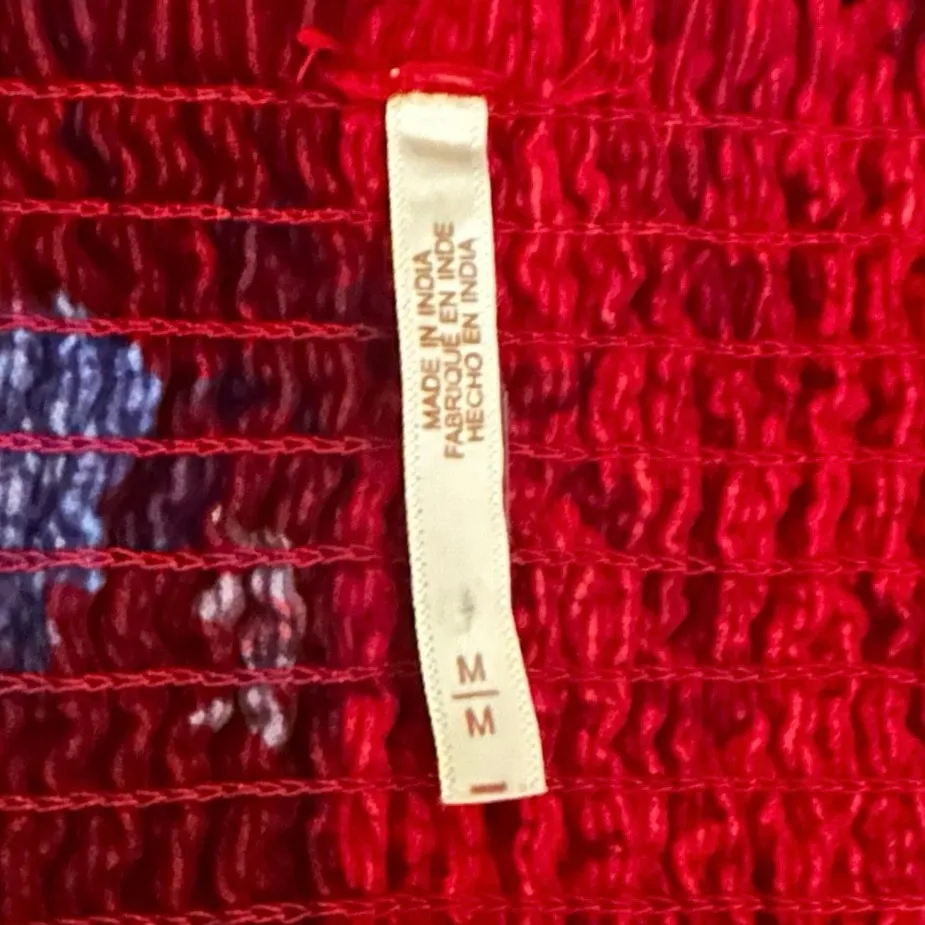 MADE IN INDIA
FABRIQUÉ EN INDE
HECHO EN INDIA
M
M